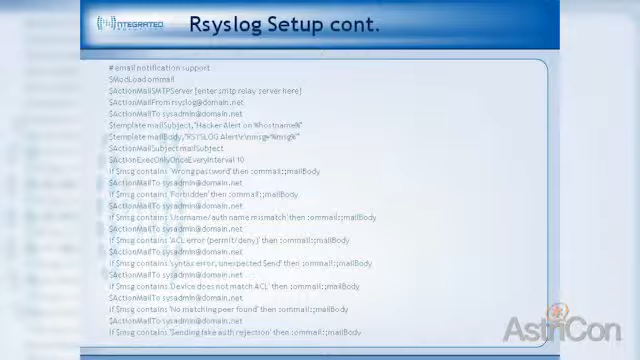 INTEGRATED
Rsyslog Setup cont.
# email notification support
$ModLoad ommail
$ActionMailSMTPServer [enter smtp relay server here]
$ActionMailFrom rsyslog@domain.net
$ActionMailTo sysadmin@domain.net
$template mailSubject,"Hacker Alert on %hostname%"
$template mailBody,"RSYSLOG Alert\r\nmsg='%msg%'"
$ActionMailSubject mailSubject
$ActionExecOnlyOnceEveryInterval 10
if $msg contains 'Wrong password' then :ommail:;mailBody
$ActionMailTo sysadmin@domain.net
if $msg contains 'Forbidden' then :ommail:;mailBody
$ActionMailTo sysadmin@domain.net
if $msg contains 'Username/auth name mismatch' then :ommail:;mailBody
$ActionMailTo sysadmin@domain.net
if $msg contains 'ACL error (permit/deny)' then :ommail:;mailBody
$ActionMailTo sysadmin@domain.net
if $msg contains 'syntax error, unexpected $end' then :ommail:;mailBody
$ActionMailTo sysadmin@domain.net
if $msg contains 'Device does not match ACL' then :ommail:;mailBody
$ActionMailTo sysadmin@domain.net
if $msg contains 'No matching peer found' then :ommail:;mailBody
$ActionMailTo sysadmin@domain.net
if $msg contains 'Sending fake auth rejection' then :ommail:;mailBody
AstriCon